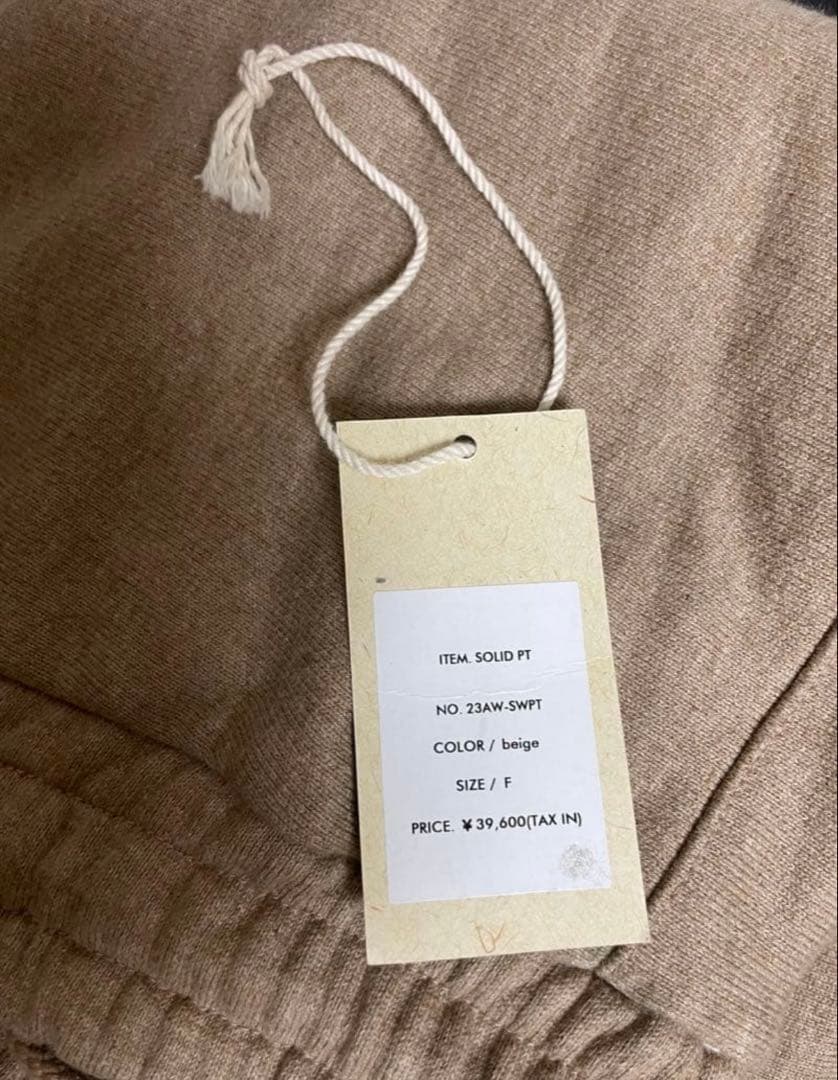 ITEM. SOLID PT
NO. 23AW-SWPT
COLOR / beige
SIZE / F
PRICE. ¥39,600(TAX IN)